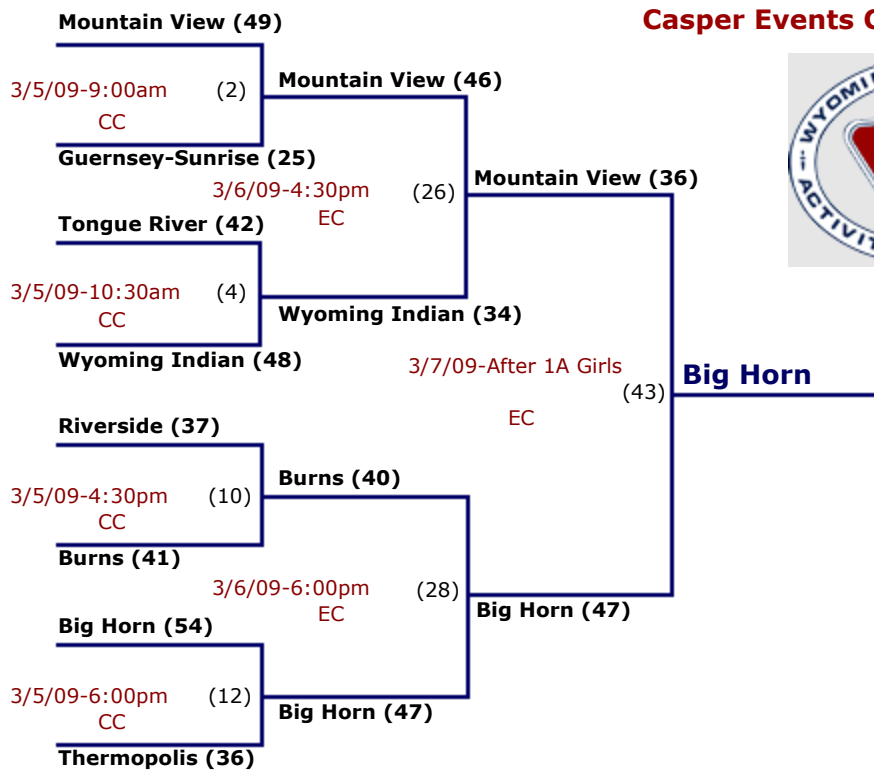 Mountain View (49)
Casper Events C
3/5/09-9:00am
(2)
CC
Mountain View (46)
Guernsey-Sunrise (25)
3/6/09-4:30pm
(26)
EC
Mountain View (36)
WYOMI
ACTIVIT
Tongue River (42)
3/5/09-10:30am
(4)
CC
Wyoming Indian (34)
Wyoming Indian (48)
3/7/09-After 1A Girls
(43)
EC
Big Horn
Riverside (37)
Burns (40)
3/5/09-4:30pm
(10)
CC
Burns (41)
3/6/09-6:00pm
(28)
EC
Big Horn (47)
Big Horn (54)
3/5/09-6:00pm
(12)
CC
Big Horn (47)
Thermopolis (36)